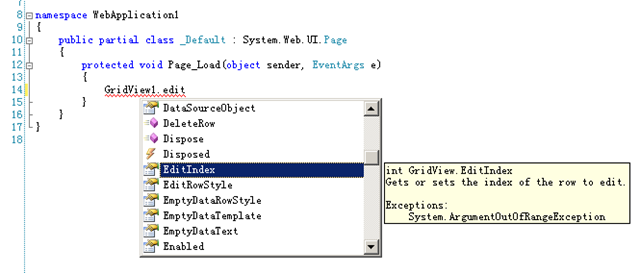 7
8 namespace WebApplication1
9 {
10 public partial class _Default : System.Web.UI.Page
11 {
12 protected void Page_Load(object sender, EventArgs e)
13 {
14 GridView1.edit
15 }
16 }
17 }
18
DataSourceObject
DeleteRow
Dispose
Disposed
EditIndex
EditRowStyle
EmptyDataRowStyle
EmptyDataTemplate
EmptyDataText
Enabled
int GridView.EditIndex
Gets or sets the index of the row to edit.
Exceptions:
System.ArgumentOutOfRangeException